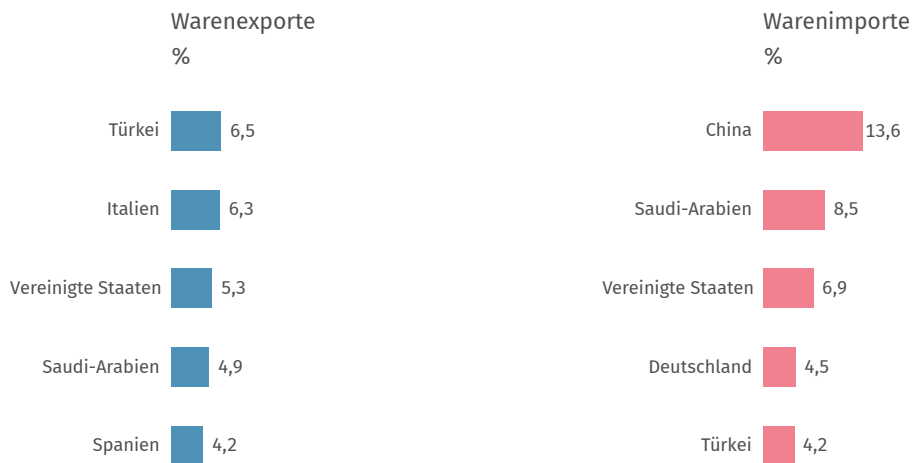 Warenexporte
%
Türkei 6,5
Italien 6,3
Vereinigte Staaten 5,3
Saudi-Arabien 4,9
Spanien 4,2
Warenimporte
%
China 13,6
Saudi-Arabien 8,5
Vereinigte Staaten 6,9
Deutschland 4,5
Türkei 4,2